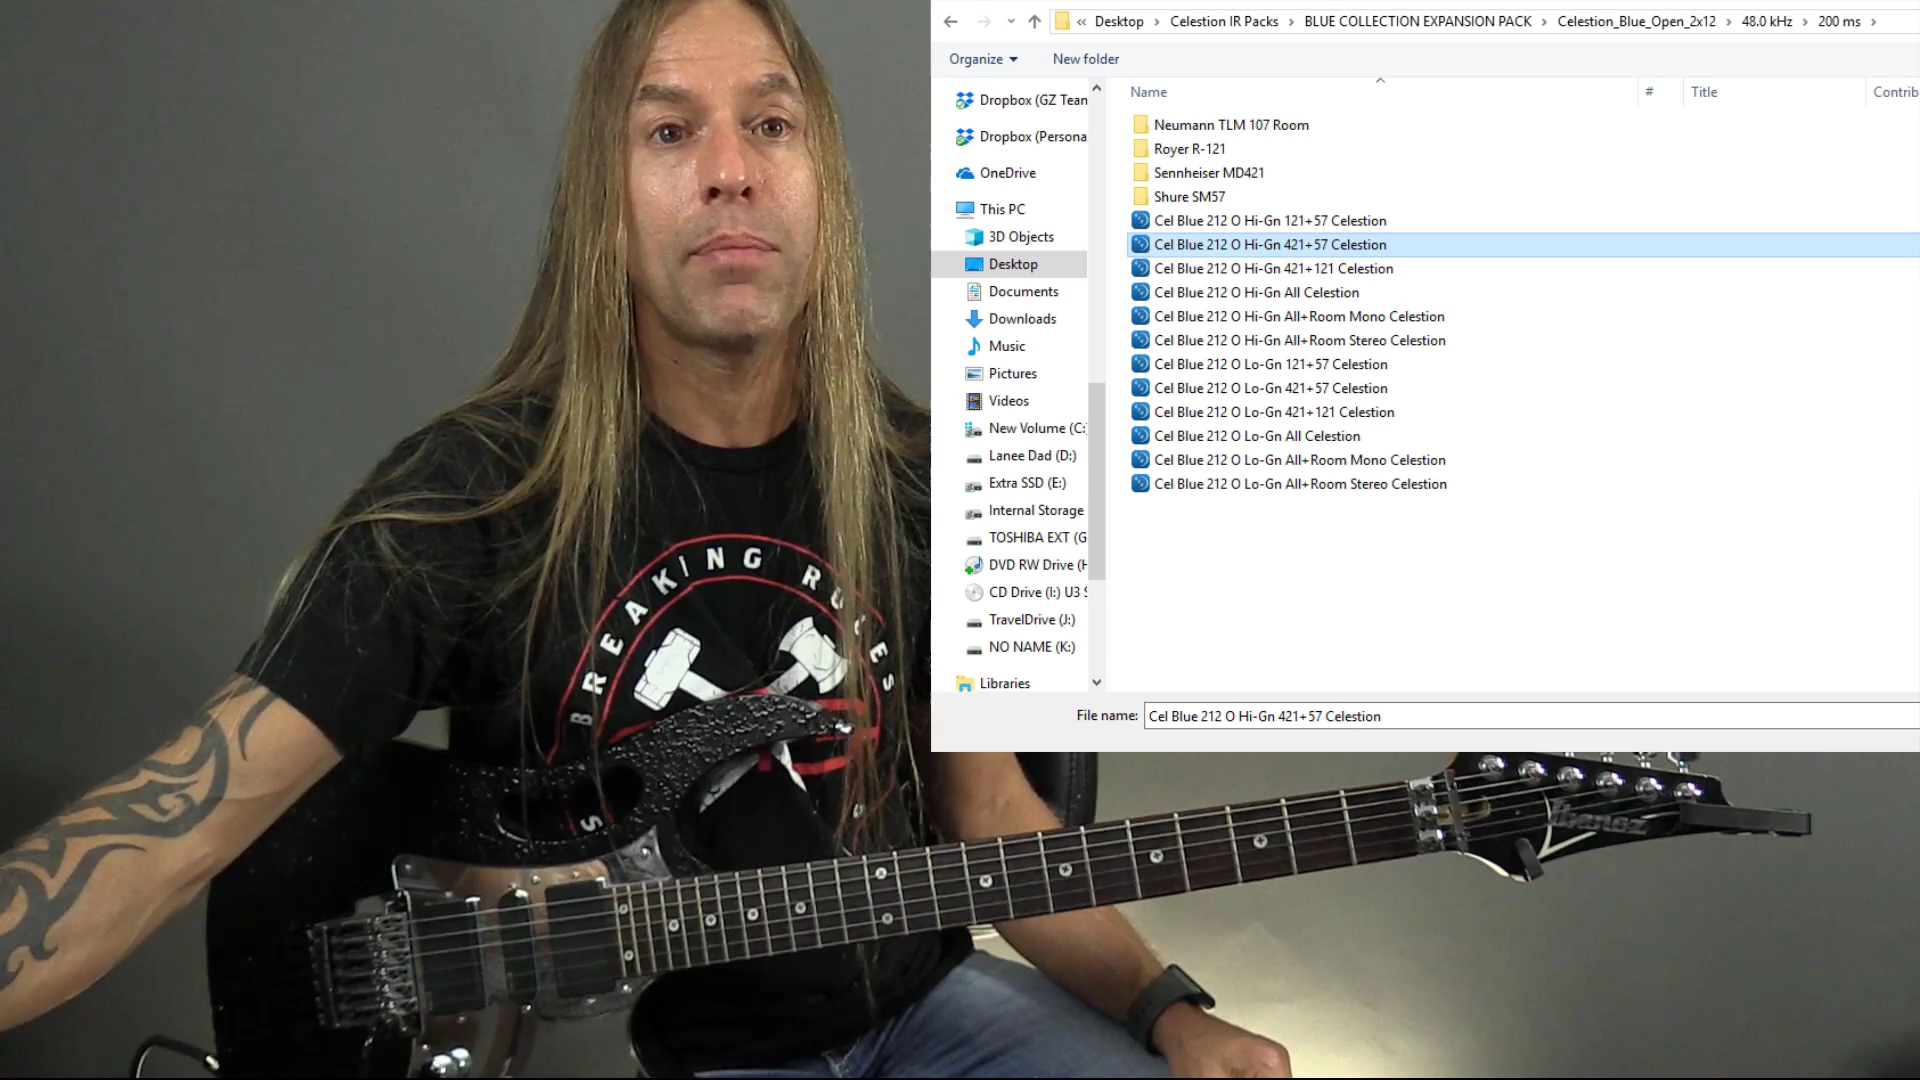 « Desktop › Celestion IR Packs › BLUE COLLECTION EXPANSION PACK › Celestion_Blue_Open_2x12 › 48.0 kHz › 200 ms ›
Organize New folder
Name # Title Contrib
Dropbox (GZ Team
Dropbox (Persona
OneDrive
This PC
3D Objects
Desktop
Documents
Downloads
Music
Pictures
Videos
New Volume (C:
Lanee Dad (D:)
Extra SSD (E:)
Internal Storage
TOSHIBA EXT (G
DVD RW Drive (H
CD Drive (I:) U3 S
TravelDrive (J:)
NO NAME (K:)
Libraries
Neumann TLM 107 Room
Royer R-121
Sennheiser MD421
Shure SM57
Cel Blue 212 O Hi-Gn 121+57 Celestion
Cel Blue 212 O Hi-Gn 421+57 Celestion
Cel Blue 212 O Hi-Gn 421+121 Celestion
Cel Blue 212 O Hi-Gn All Celestion
Cel Blue 212 O Hi-Gn All+Room Mono Celestion
Cel Blue 212 O Hi-Gn All+Room Stereo Celestion
Cel Blue 212 O Lo-Gn 121+57 Celestion
Cel Blue 212 O Lo-Gn 421+57 Celestion
Cel Blue 212 O Lo-Gn 421+121 Celestion
Cel Blue 212 O Lo-Gn All Celestion
Cel Blue 212 O Lo-Gn All+Room Mono Celestion
Cel Blue 212 O Lo-Gn All+Room Stereo Celestion
File name: Cel Blue 212 O Hi-Gn 421+57 Celestion
BREAKING RULES
Ibanez